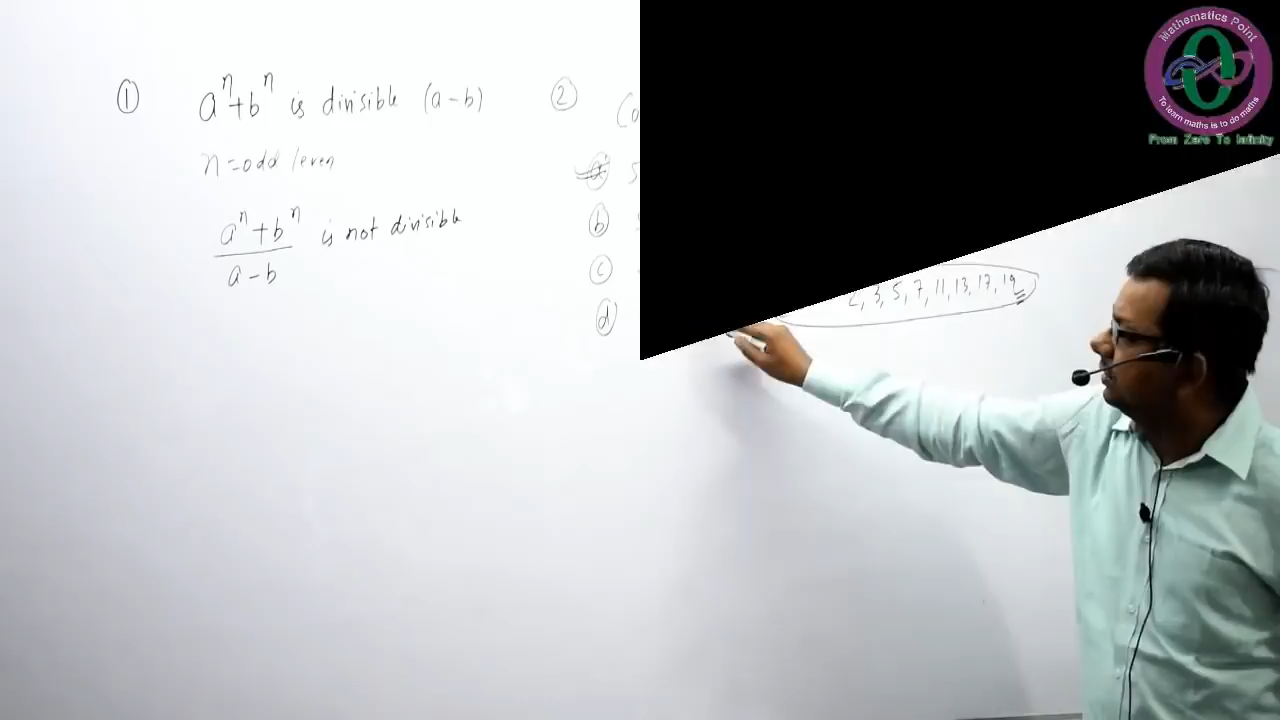 ① aⁿ+bⁿ is divisible (a-b)
n=odd/even
aⁿ+bⁿ
a-b
is not divisible
②
(a)
(b)
(c)
(d)
2, 3, 5, 7, 11, 13, 17, 19
Mathematics Point
To learn maths is to do maths
From Zero To Infinity